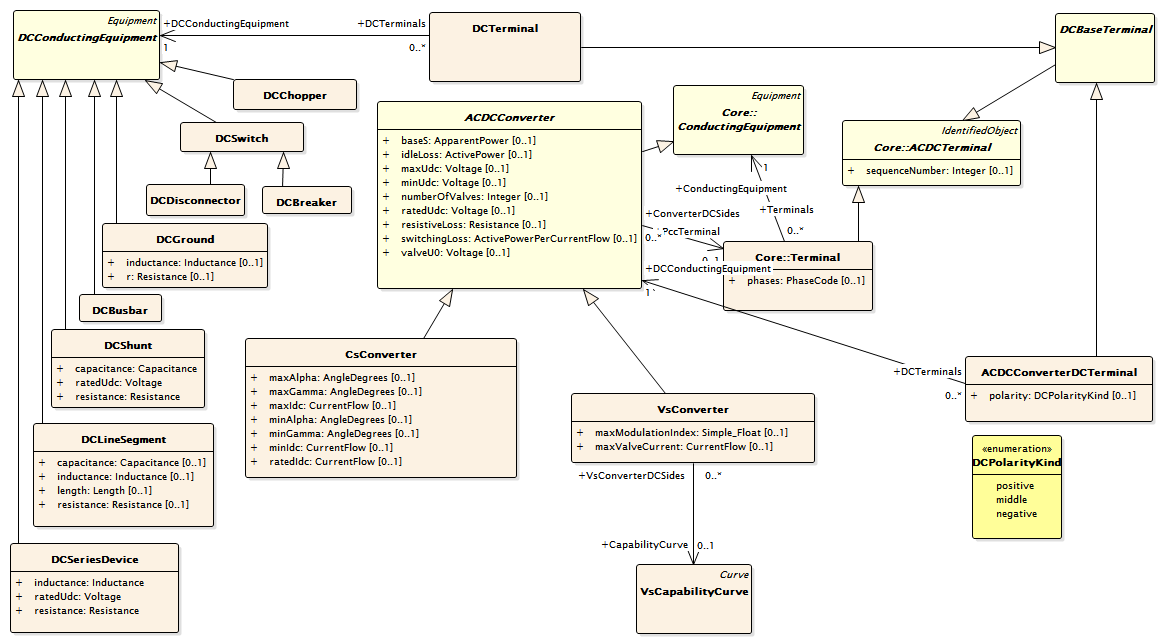 Equipment
DCConductingEquipment
+DCConductingEquipment
1
+DCTerminals
0..*
DCTerminal
DCBaseTerminal
DCChopper
DCSwitch
DCDisconnector
DCBreaker
DCGround
+ inductance: Inductance [0..1]
+ r: Resistance [0..1]
DCBusbar
DCShunt
+ capacitance: Capacitance
+ ratedUdc: Voltage
+ resistance: Resistance
DCLineSegment
+ capacitance: Capacitance [0..1]
+ inductance: Inductance [0..1]
+ length: Length [0..1]
+ resistance: Resistance [0..1]
DCSeriesDevice
+ inductance: Inductance
+ ratedUdc: Voltage
+ resistance: Resistance
ACDCConverter
+ baseS: ApparentPower [0..1]
+ idleLoss: ActivePower [0..1]
+ maxUdc: Voltage [0..1]
+ minUdc: Voltage [0..1]
+ numberOfValves: Integer [0..1]
+ ratedUdc: Voltage [0..1]
+ resistiveLoss: Resistance [0..1]
+ switchingLoss: ActivePowerPerCurrentFlow [0..1]
+ valveU0: Voltage [0..1]
Equipment
Core::
ConductingEquipment
1
+ConductingEquipment
+Terminals
0..*
IdentifiedObject
Core::ACDCTerminal
+ sequenceNumber: Integer [0..1]
+ConverterDCSides
0..*
PccTerminal
0..1
Core::Terminal
+ phases: PhaseCode [0..1]
+DCConductingEquipment
1
+DCTerminals
0..*
ACDCConverterDCTerminal
+ polarity: DCPolarityKind [0..1]
«enumeration»
DCPolarityKind
positive
middle
negative
CsConverter
+ maxAlpha: AngleDegrees [0..1]
+ maxGamma: AngleDegrees [0..1]
+ maxIdc: CurrentFlow [0..1]
+ minAlpha: AngleDegrees [0..1]
+ minGamma: AngleDegrees [0..1]
+ minIdc: CurrentFlow [0..1]
+ ratedIdc: CurrentFlow [0..1]
VsConverter
+ maxModulationIndex: Simple_Float [0..1]
+ maxValveCurrent: CurrentFlow [0..1]
+VsConverterDCSides
0..*
+CapabilityCurve
0..1
Curve
VsCapabilityCurve